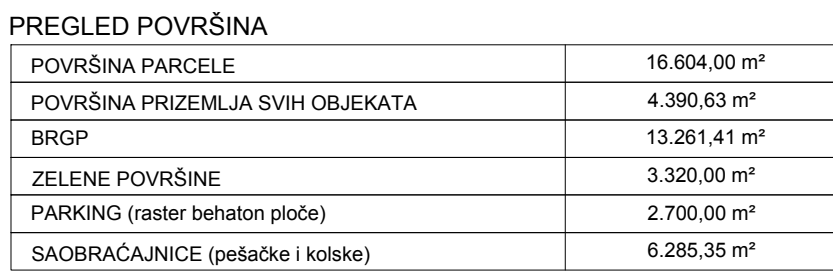 PREGLED POVRŠINA
POVRŠINA PARCELE 16.604,00 m²
POVRŠINA PRIZEMLJA SVIH OBJEKATA 4.390,63 m²
BRGP 13.261,41 m²
ZELENE POVRŠINE 3.320,00 m²
PARKING (raster behaton ploče) 2.700,00 m²
SAOBRAĆAJNICE (pešačke i kolske) 6.285,35 m²